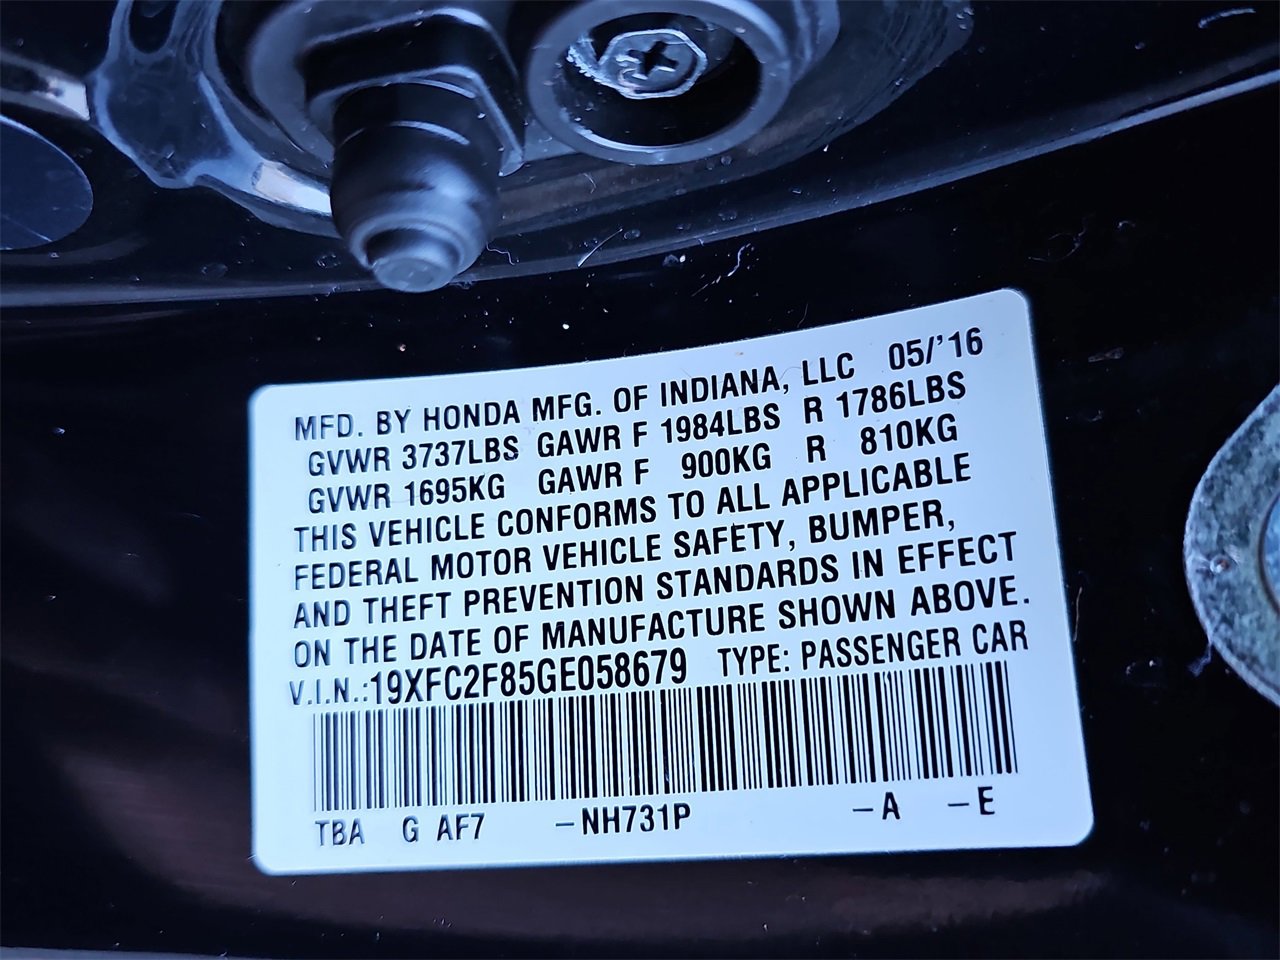 MFD. BY HONDA MFG. OF INDIANA, LLC 05/'16
GVWR 3737LBS GAWR F 1984LBS R 1786LBS
GVWR 1695KG GAWR F 900KG R 810KG
THIS VEHICLE CONFORMS TO ALL APPLICABLE
FEDERAL MOTOR VEHICLE SAFETY, BUMPER,
AND THEFT PREVENTION STANDARDS IN EFFECT
ON THE DATE OF MANUFACTURE SHOWN ABOVE.
V.I.N.:19XFC2F85GE058679 TYPE: PASSENGER CAR
TBA G AF7 –NH731P –A –E